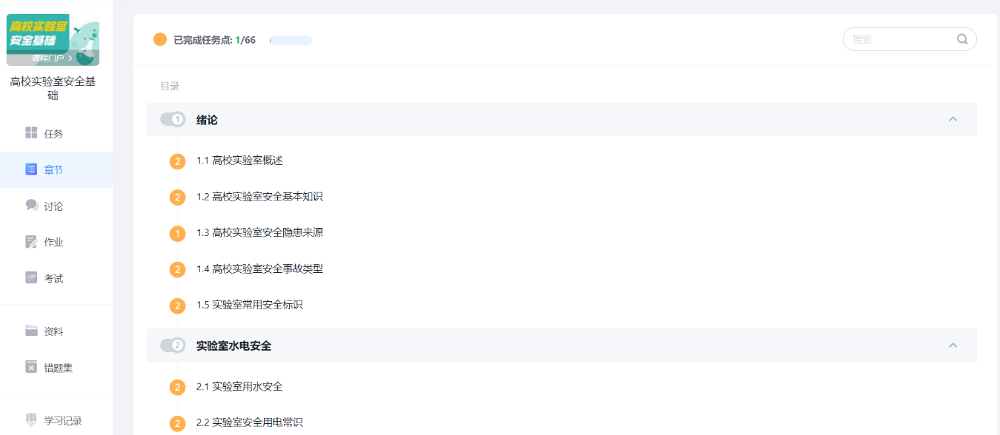 高校实验室
安全基础
课程门户 >
高校实验室安全基
础
任务
章节
讨论
作业
考试
资料
错题集
学习记录
已完成任务点: 1/66
搜索
目录
1 绪论
2 1.1 高校实验室概述
2 1.2 高校实验室安全基本知识
1 1.3 高校实验室安全隐患来源
2 1.4 高校实验室安全事故类型
2 1.5 实验室常用安全标识
2 实验室水电安全
2 2.1 实验室用水安全
2 2.2 实验室安全用电常识